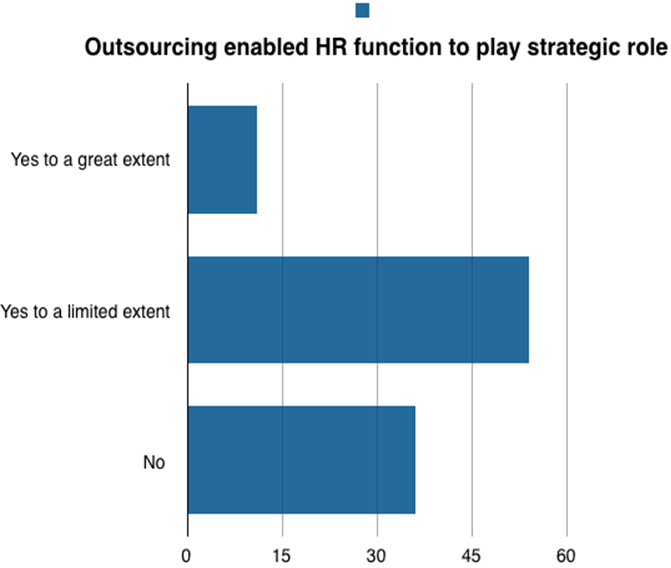 Outsourcing enabled HR function to play strategic role
Yes to a great extent
Yes to a limited extent
No
0 15 30 45 60